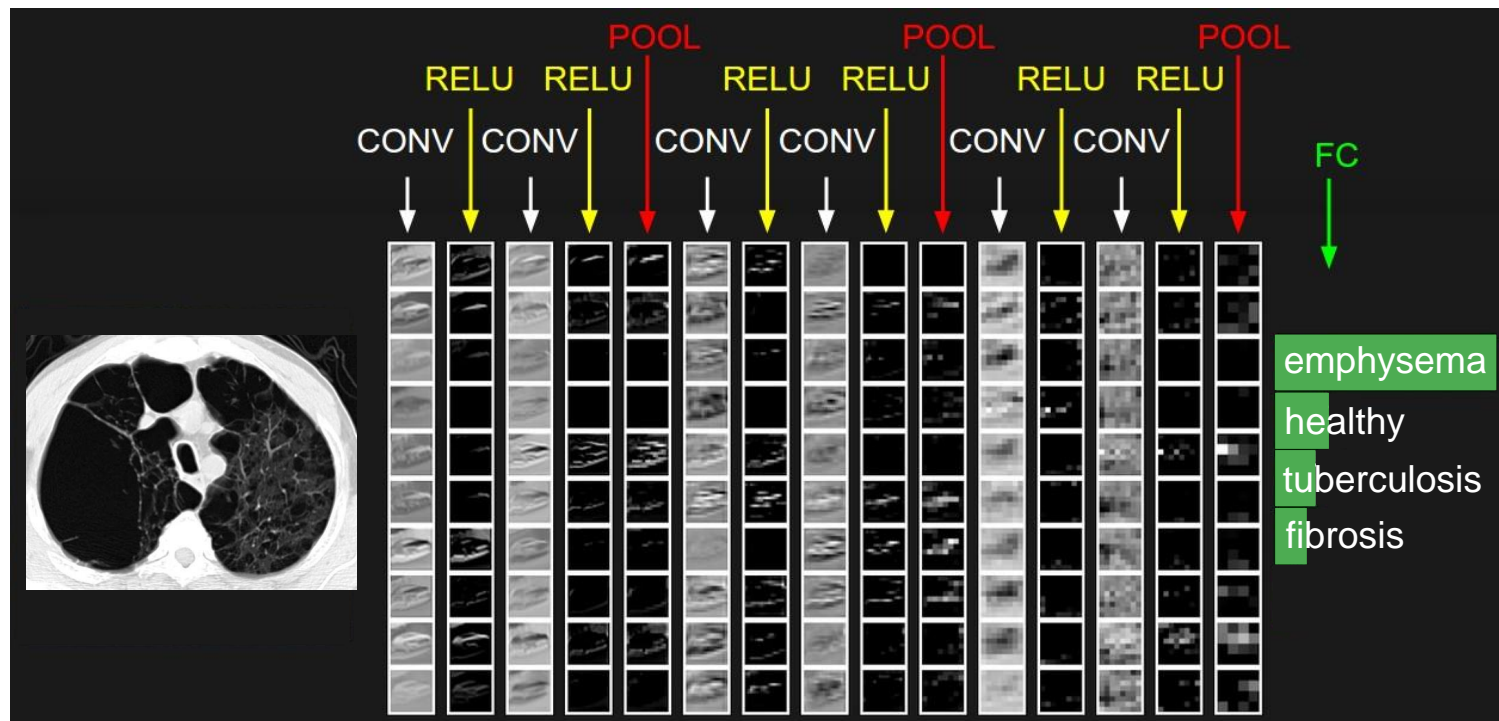 POOL POOL POOL
RELU RELU RELU RELU RELU RELU
CONV CONV CONV CONV CONV CONV
FC
emphysema
healthy
tuberculosis
fibrosis